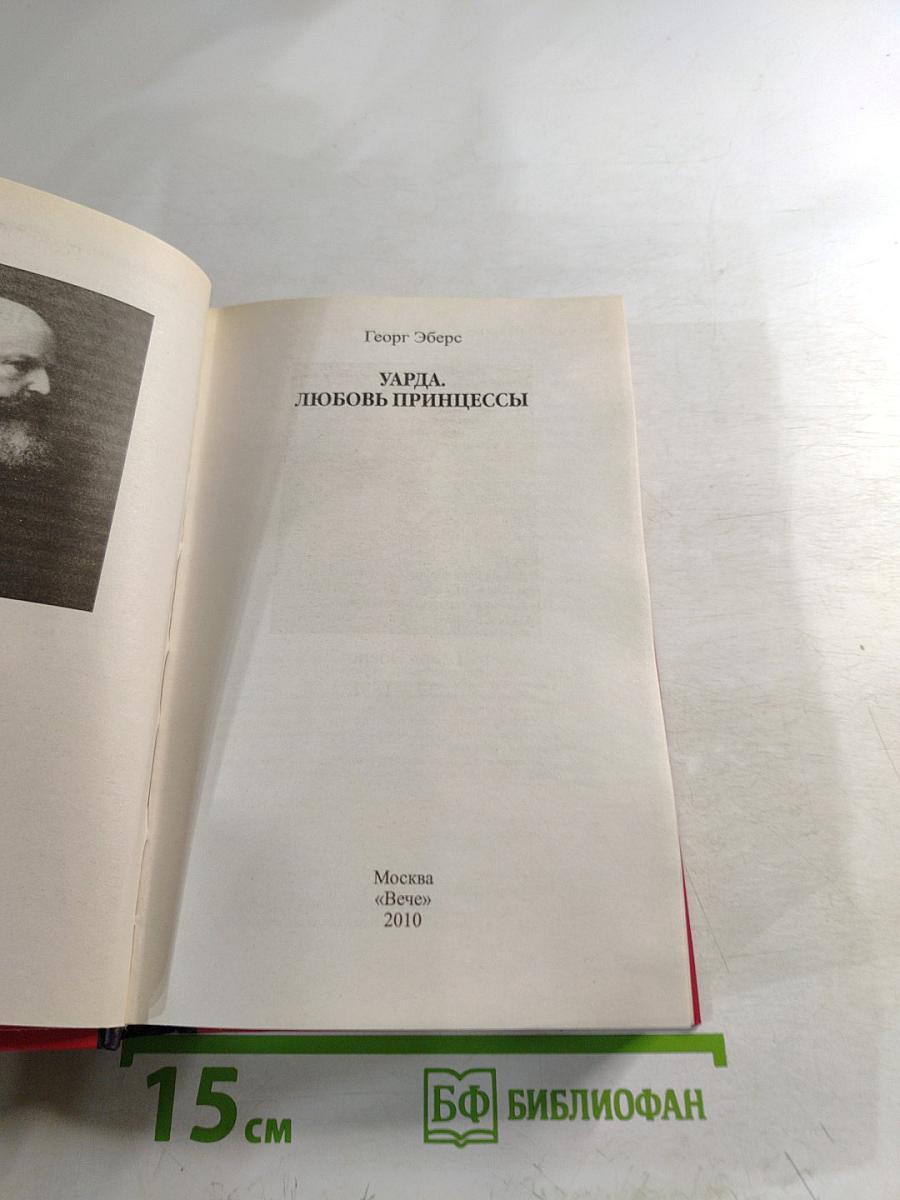 Георг Эберс
УАРДА.
ЛЮБОВЬ ПРИНЦЕССЫ
Москва
«Вече»
2010
15 см
БФ БИБЛИОФАН